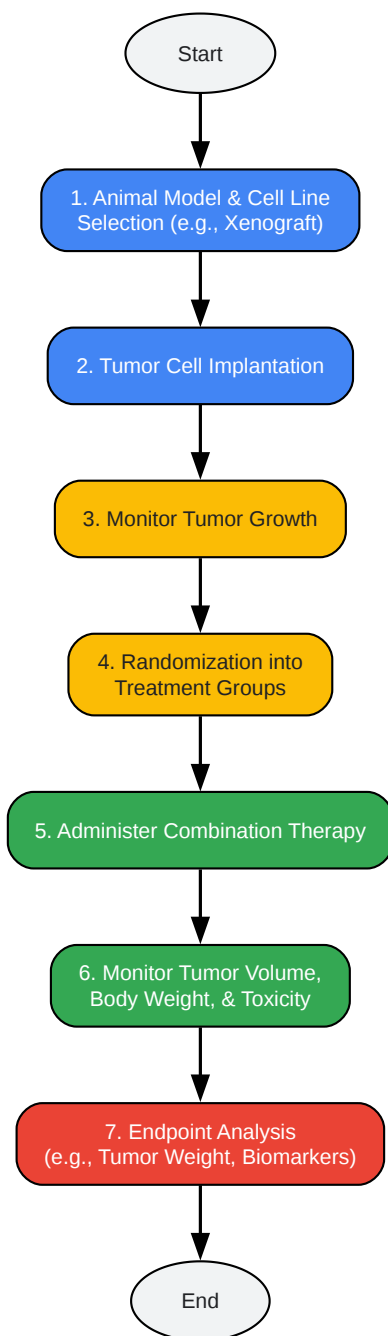 Start
1. Animal Model & Cell Line
Selection (e.g., Xenograft)
2. Tumor Cell Implantation
3. Monitor Tumor Growth
4. Randomization into
Treatment Groups
5. Administer Combination Therapy
6. Monitor Tumor Volume,
Body Weight, & Toxicity
7. Endpoint Analysis
(e.g., Tumor Weight, Biomarkers)
End